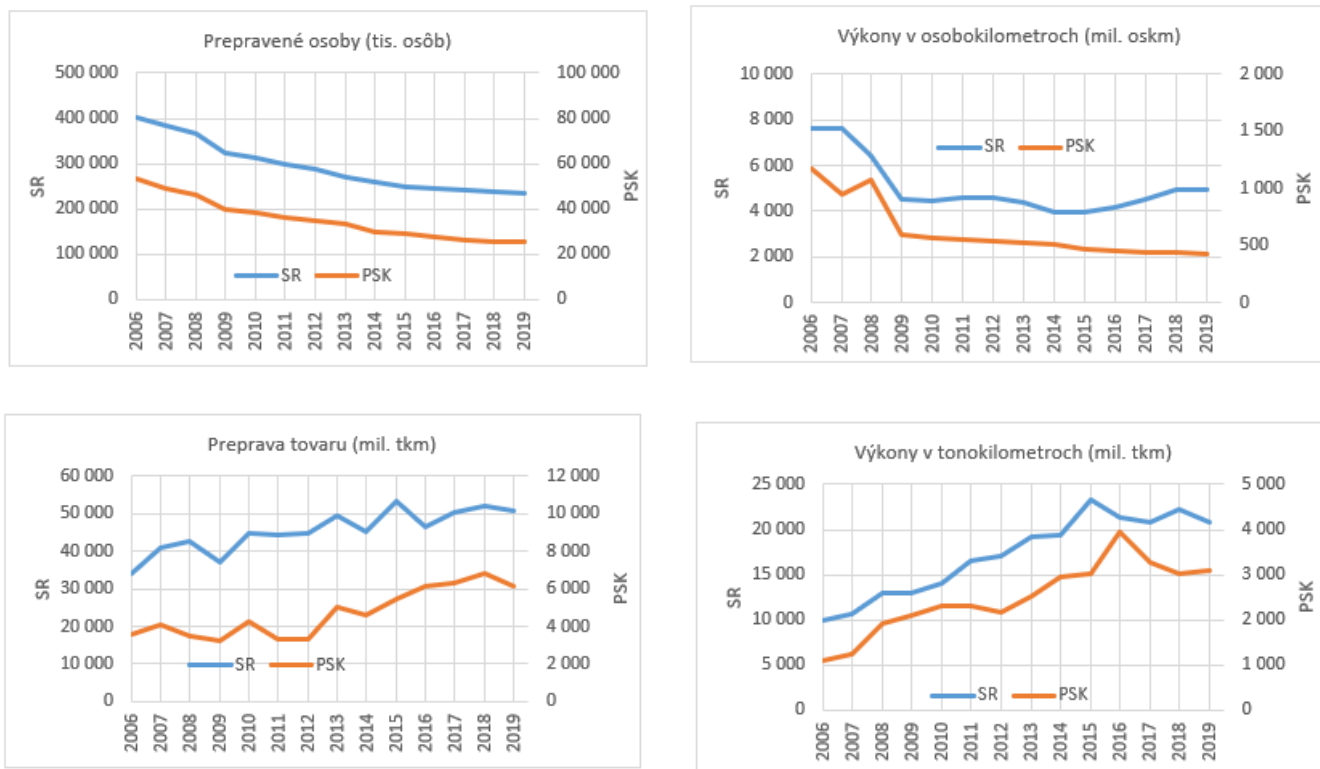 Prepravené osoby (tis. osôb)
500 000 100 000
400 000 80 000
300 000 60 000
200 000 40 000
100 000 20 000
0 0
SR
PSK
SR PSK
2006 2007 2008 2009 2010 2011 2012 2013 2014 2015 2016 2017 2018 2019
Výkony v osobokilometroch (mil. oskm)
10 000 2 000
8 000 1 500
6 000 1 000
4 000 500
2 000
0 0
SR
PSK
SR PSK
2006 2007 2008 2009 2010 2011 2012 2013 2014 2015 2016 2017 2018 2019
Preprava tovaru (mil. tkm)
60 000 12 000
50 000 10 000
40 000 8 000
30 000 6 000
20 000 4 000
10 000 2 000
0 0
SR
PSK
SR PSK
2006 2007 2008 2009 2010 2011 2012 2013 2014 2015 2016 2017 2018 2019
Výkony v tonokilometroch (mil. tkm)
25 000 5 000
20 000 4 000
15 000 3 000
10 000 2 000
5 000 1 000
0 0
SR
PSK
SR PSK
2006 2007 2008 2009 2010 2011 2012 2013 2014 2015 2016 2017 2018 2019